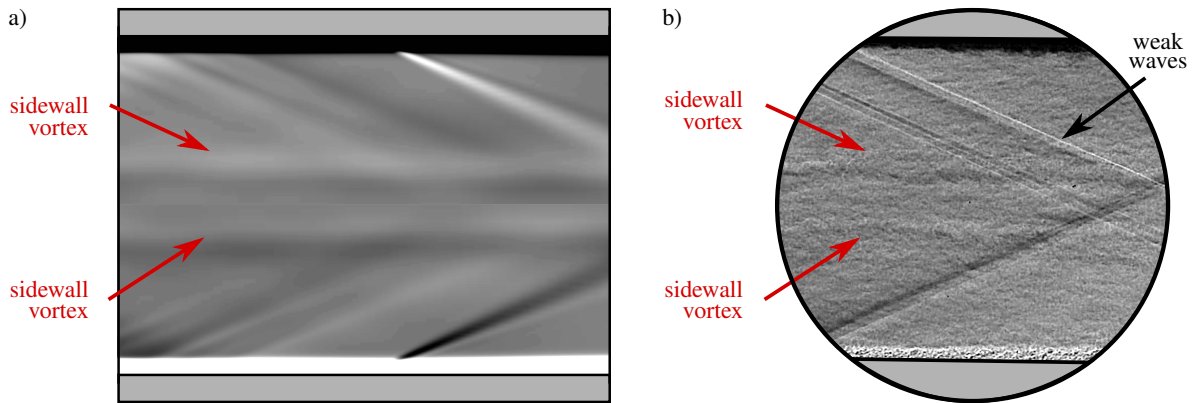 a)
sidewall
vortex
sidewall
vortex
b)
weak
waves
sidewall
vortex
sidewall
vortex